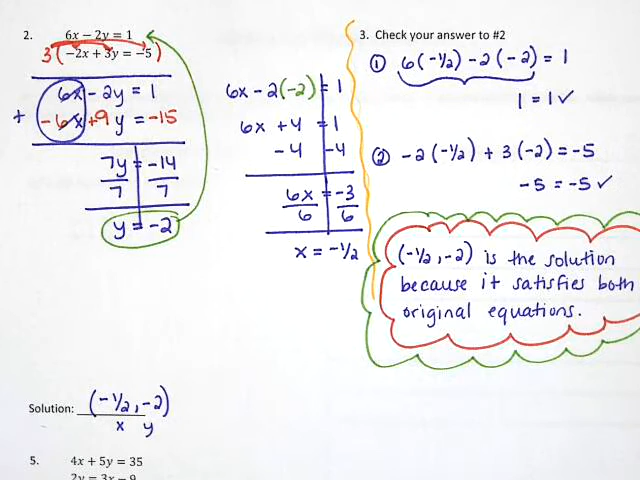 2. 6x − 2y = 1
3(−2x + 3y = −5)
6x − 2y = 1
+ −6x +9y = −15
7y = −14
7 7
y = −2
6x − 2(−2) = 1
6x + 4 = 1
−4 −4
6x = −3
6 6
x = −1/2
Solution: (−1/2, −2)
x y
3. Check your answer to #2
① 6(−1/2) − 2(−2) = 1
1 = 1 ✓
② −2(−1/2) + 3(−2) = −5
−5 = −5 ✓
(−1/2, −2) is the solution
because it satisfies both
original equations.
5. 4x + 5y = 35
2y = 3x − 9